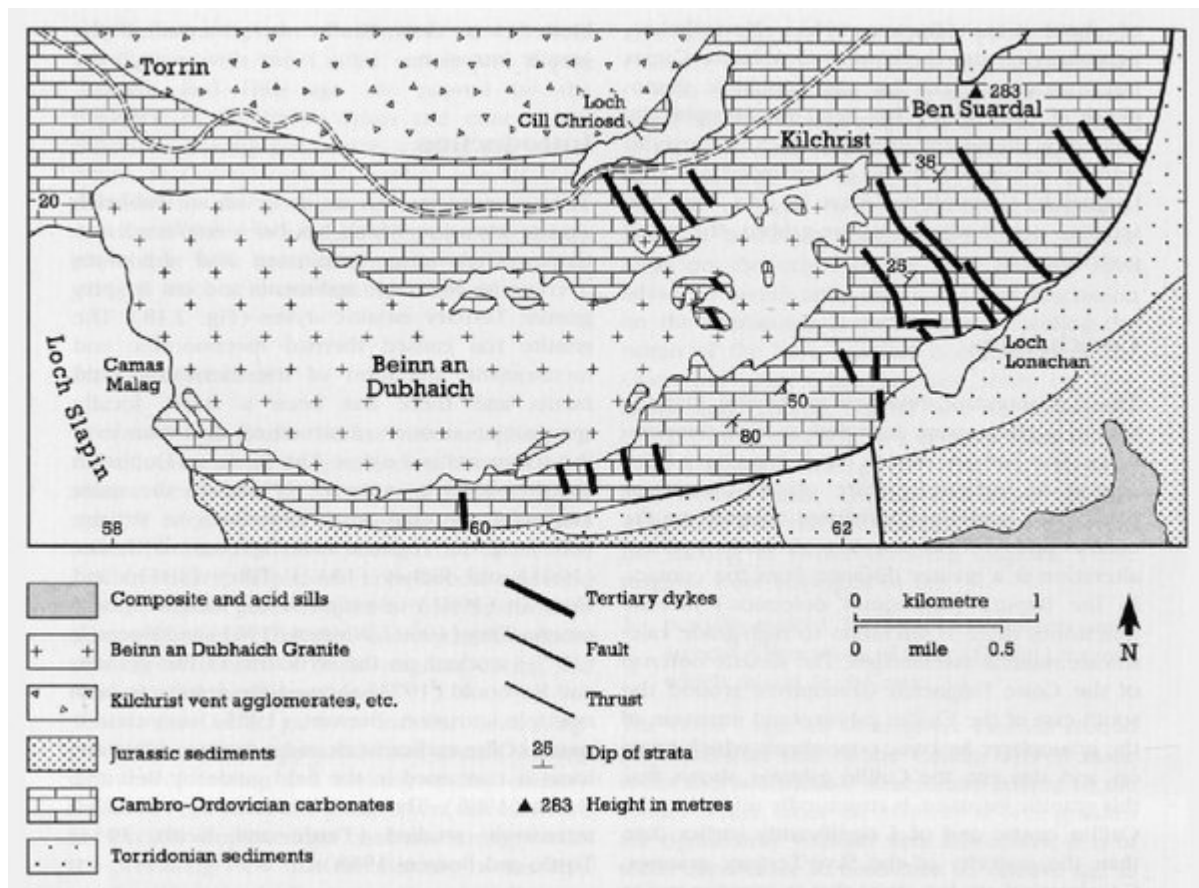 Torrin
Loch
Cill Chriosd
283
Ben Suardal
Kilchrist
35
20
25
Loch
Lonachan
Camas
Malag
Beinn an
Dubhaich
Loch Slapin
50
80
58
60
62
Composite and acid sills
Beinn an Dubhaich Granite
Kilchrist vent agglomerates, etc.
Jurassic sediments
Cambro-Ordovician carbonates
Torridonian sediments
Tertiary dykes
Fault
Thrust
25
Dip of strata
283
Height in metres
0 kilometre 1
0 mile 0.5
N